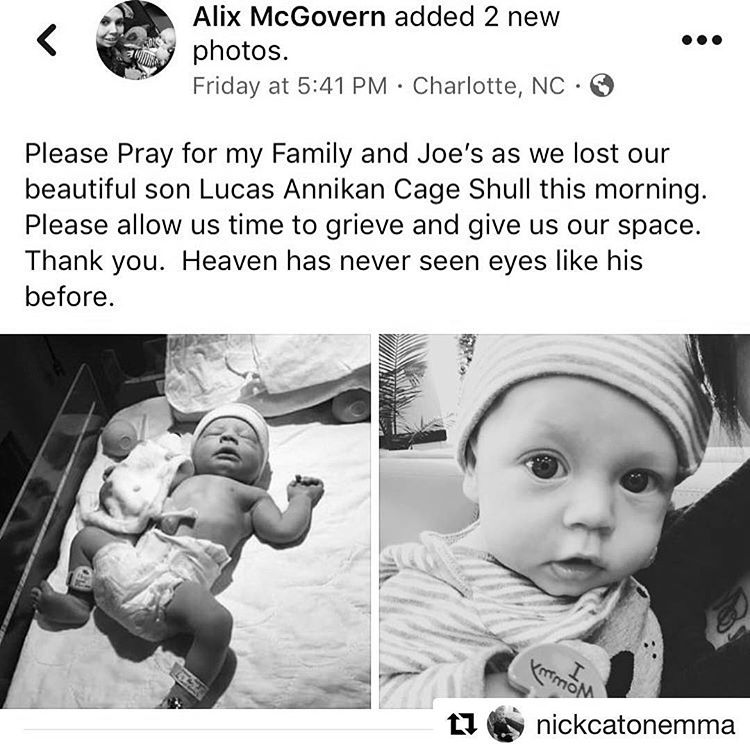 Alix McGovern added 2 new
photos.
Friday at 5:41 PM · Charlotte, NC ·
Please Pray for my Family and Joe's as we lost our
beautiful son Lucas Annikan Cage Shull this morning.
Please allow us time to grieve and give us our space.
Thank you.  Heaven has never seen eyes like his
before.
I
Mommy
nickcatonemma